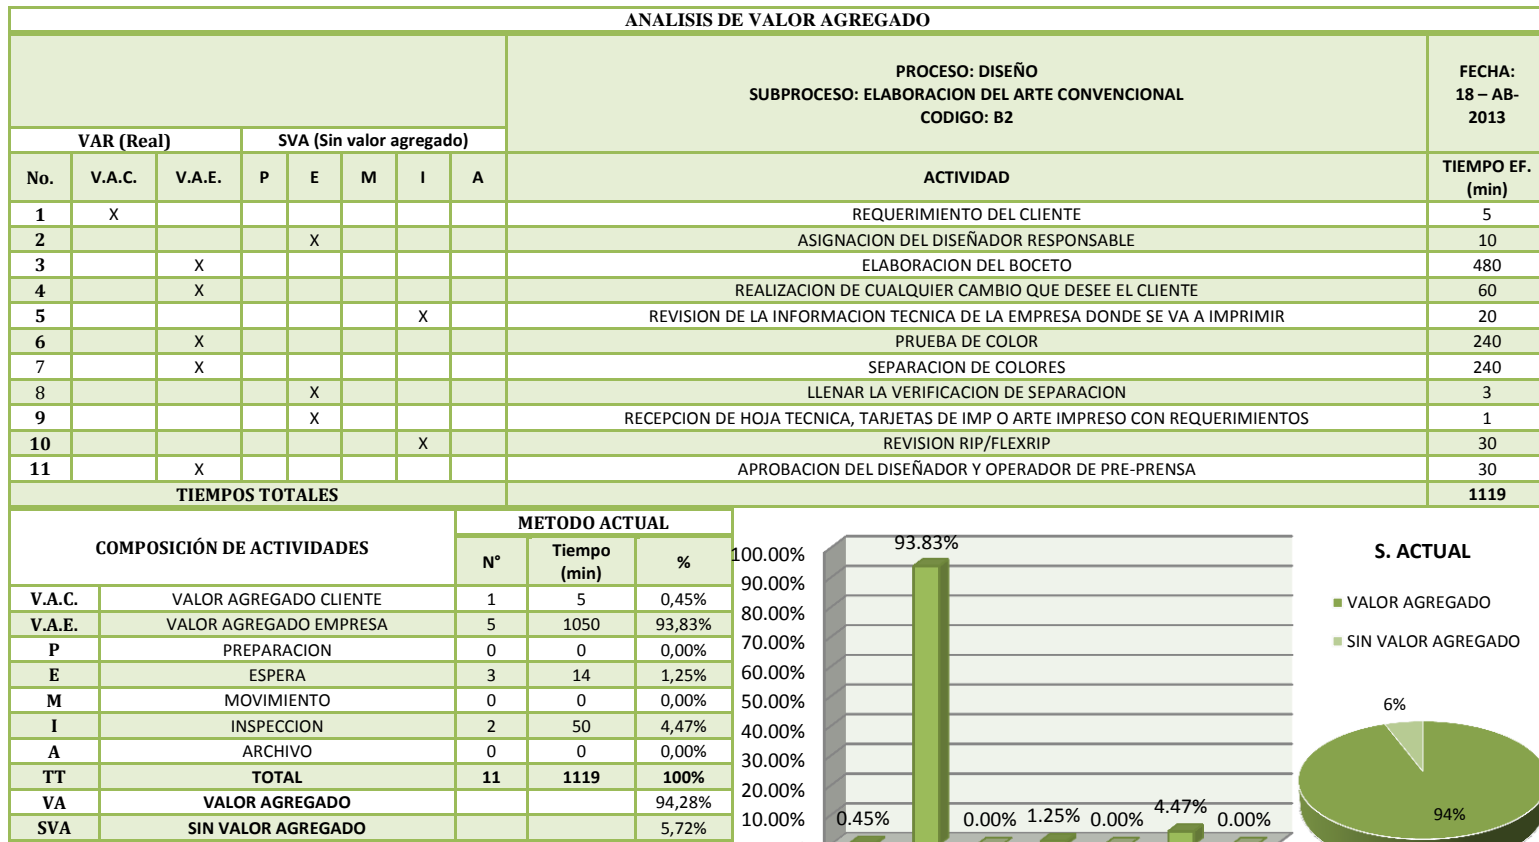 ANALISIS DE VALOR AGREGADO
PROCESO: DISEÑO
SUBPROCESO: ELABORACION DEL ARTE CONVENCIONAL
CODIGO: B2
FECHA:
18 – AB-
2013
VAR (Real) SVA (Sin valor agregado)
No. V.A.C. V.A.E. P E M I A ACTIVIDAD TIEMPO EF. (min)
1 X REQUERIMIENTO DEL CLIENTE 5
2 X ASIGNACION DEL DISEÑADOR RESPONSABLE 10
3 X ELABORACION DEL BOCETO 480
4 X REALIZACION DE CUALQUIER CAMBIO QUE DESEE EL CLIENTE 60
5 X REVISION DE LA INFORMACION TECNICA DE LA EMPRESA DONDE SE VA A IMPRIMIR 20
6 X PRUEBA DE COLOR 240
7 X SEPARACION DE COLORES 240
8 X LLENAR LA VERIFICACION DE SEPARACION 3
9 X RECEPCION DE HOJA TECNICA, TARJETAS DE IMP O ARTE IMPRESO CON REQUERIMIENTOS 1
10 X REVISION RIP/FLEXRIP 30
11 X APROBACION DEL DISEÑADOR Y OPERADOR DE PRE-PRENSA 30
TIEMPOS TOTALES 1119
COMPOSICIÓN DE ACTIVIDADES METODO ACTUAL
N° Tiempo (min) %
V.A.C. VALOR AGREGADO CLIENTE 1 5 0,45%
V.A.E. VALOR AGREGADO EMPRESA 5 1050 93,83%
P PREPARACION 0 0 0,00%
E ESPERA 3 14 1,25%
M MOVIMIENTO 0 0 0,00%
I INSPECCION 2 50 4,47%
A ARCHIVO 0 0 0,00%
TT TOTAL 11 1119 100%
VA VALOR AGREGADO 94,28%
SVA SIN VALOR AGREGADO 5,72%
100.00%
90.00%
80.00%
70.00%
60.00%
50.00%
40.00%
30.00%
20.00%
10.00%
93.83%
0.45% 0.00% 1.25% 0.00% 4.47% 0.00%
S. ACTUAL
VALOR AGREGADO
SIN VALOR AGREGADO
6%
94%